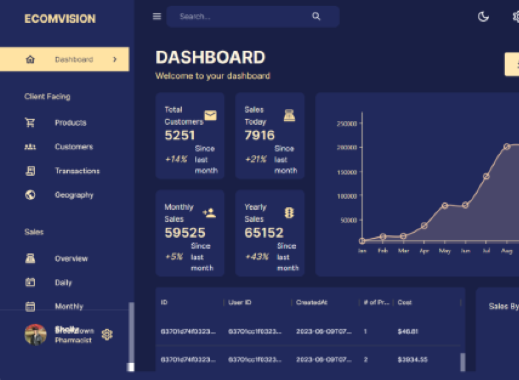 ECOMVISION
Search...
Dashboard
Client Facing
Products
Customers
Transactions
Geography
Sales
Overview
Daily
Monthly
Pharmacist
DASHBOARD
Welcome to your dashboard
Total
Customers
5251
+14%
Since
last
month
Sales
Today
7916
+21%
Since
last
month
Monthly
Sales
59525
+5%
Since
last
month
Yearly
Sales
65152
+43%
Since
last
month
250000
200000
150000
100000
50000
Jan Feb Mar Apr May Jun Jul Aug
ID User ID CreatedAt # of Pr... Cost
63701d74f0323... 63701cc1f0323... 2023-06-09T07... 1 $46.81
63701d74f0323... 63701cc1f0323... 2023-06-09T07... 2 $3934.55
Sales By